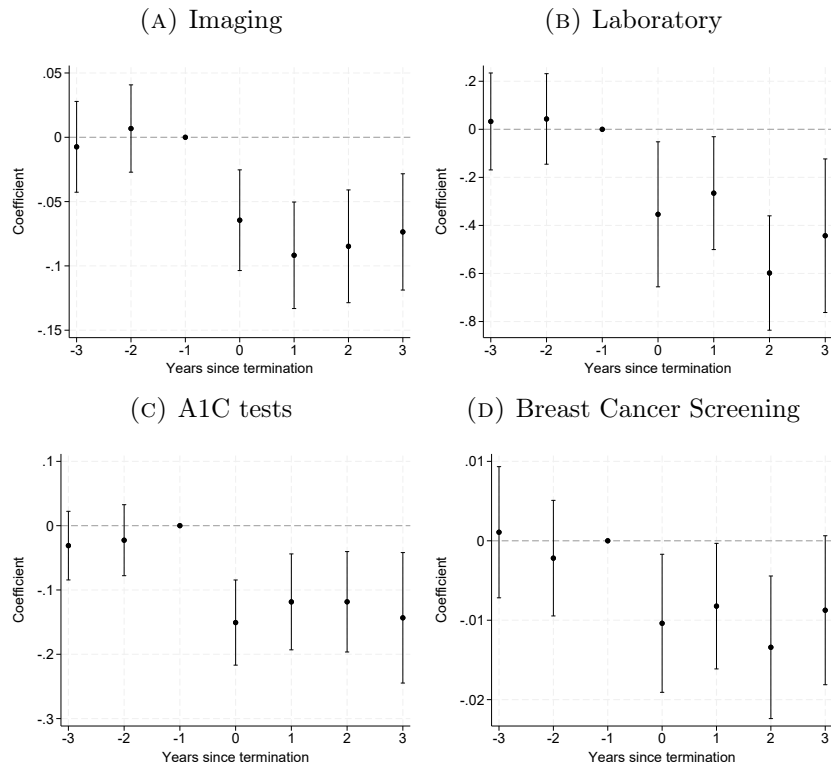 (A) Imaging
.05
0
-.05
-.1
-.15
Coefficient
-3 -2 -1 0 1 2 3
Years since termination
(B) Laboratory
.2
0
-.2
-.4
-.6
-.8
Coefficient
-3 -2 -1 0 1 2 3
Years since termination
(C) A1C tests
.1
0
-.1
-.2
-.3
Coefficient
-3 -2 -1 0 1 2 3
Years since termination
(D) Breast Cancer Screening
.01
0
-.01
-.02
Coefficient
-3 -2 -1 0 1 2 3
Years since termination